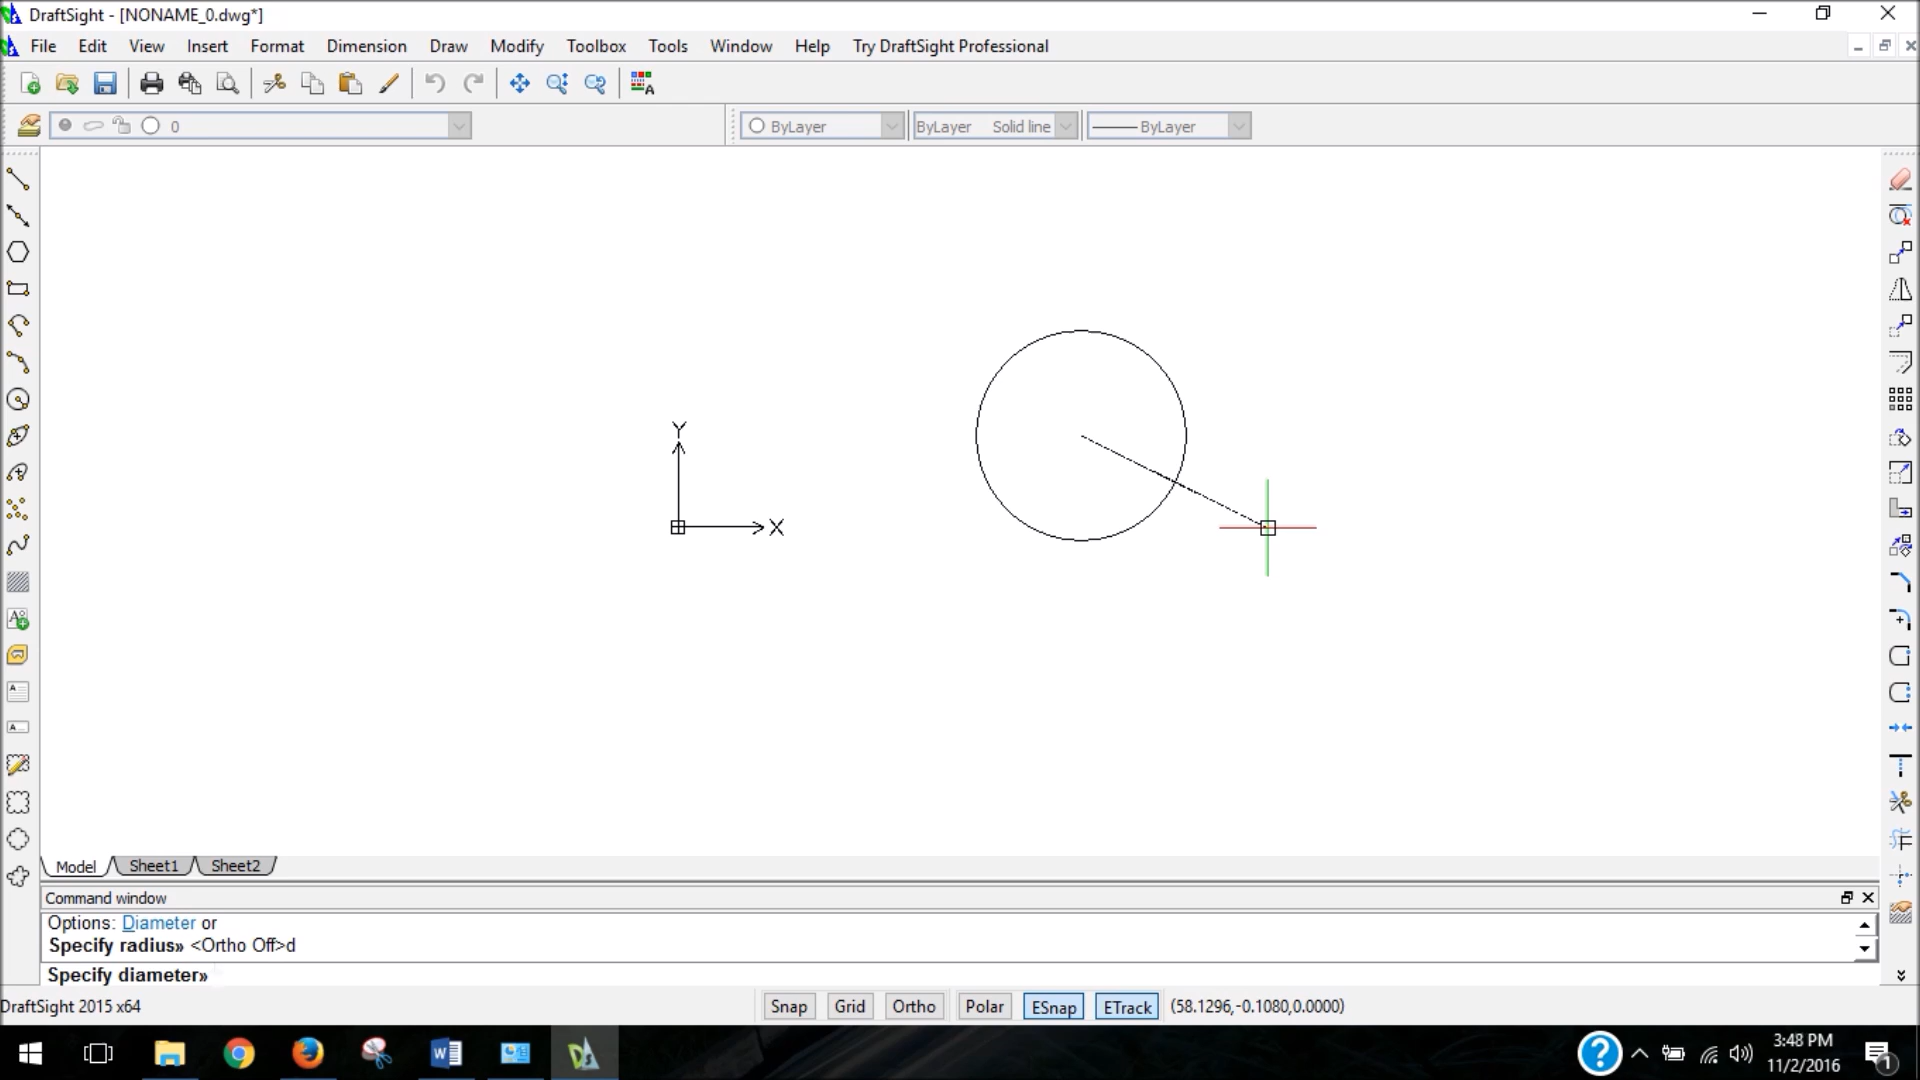 DraftSight - [NONAME_0.dwg*]
File Edit View Insert Format Dimension Draw Modify Toolbox Tools Window Help Try DraftSight Professional
0 ByLayer ByLayer Solid line ByLayer
Y
X
Model Sheet1 Sheet2
Command window
Options: Diameter or
Specify radius» <Ortho Off>d
Specify diameter»
DraftSight 2015 x64 Snap Grid Ortho Polar ESnap ETrack (58.1296,-0.1080,0.0000)
3:48 PM
11/2/2016
1